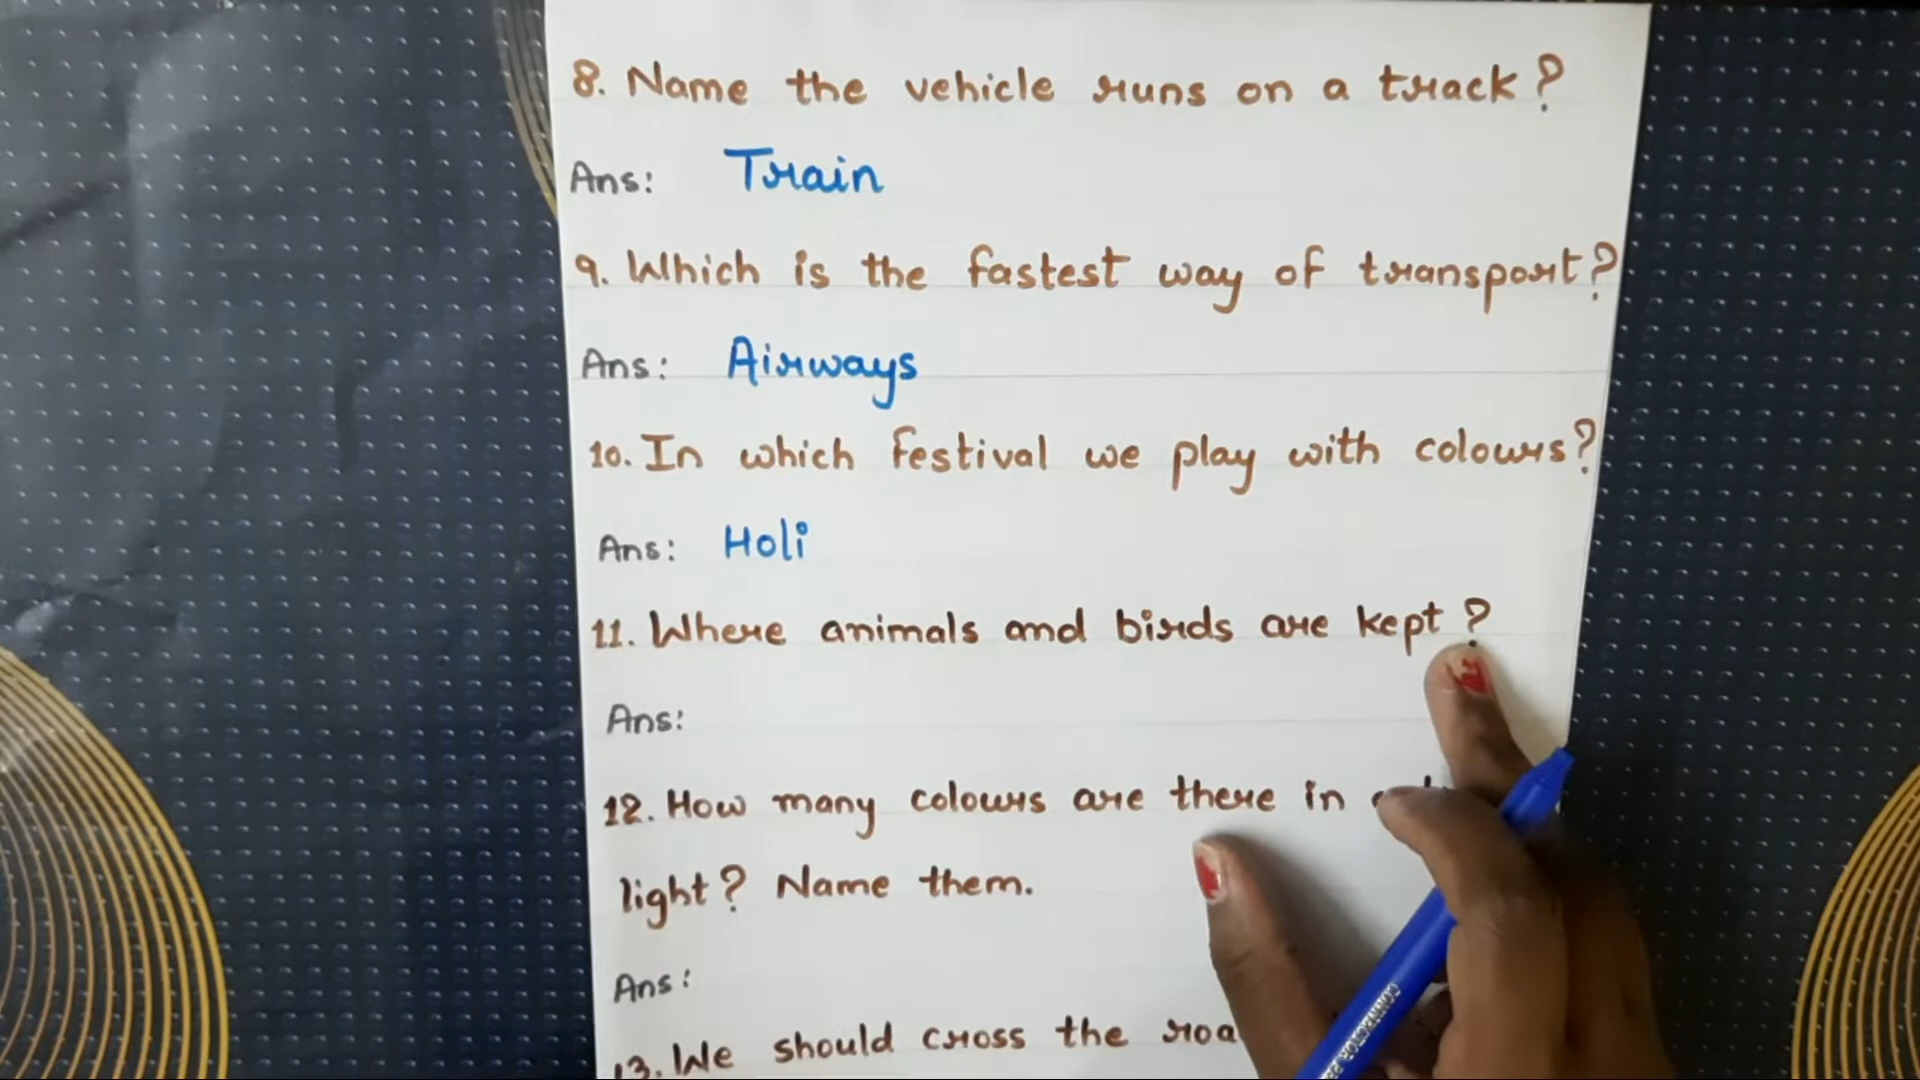 8. Name the vehicle runs on a track?
Ans: Train
9. Which is the fastest way of transport?
Ans: Airways
10. In which festival we play with colours?
Ans: Holi
11. Where animals and birds are kept?
Ans:
12. How many colours are there in a
light? Name them.
Ans:
13. We should cross the